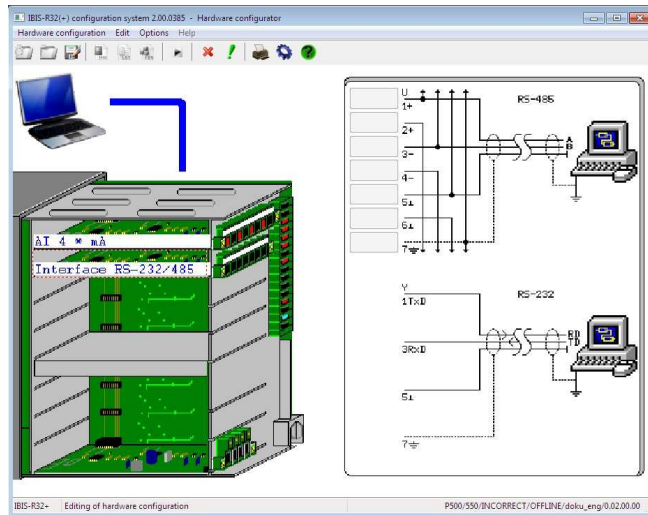 IBIS-R32(+) configuration system 2.00.0385 - Hardware configurator
Hardware configuration Edit Options Help
AI 4 * mA
Interface RS-232/485
U
1+
2+
3-
4-
5⊥
6⊥
7⏚
RS-485
A
B
Y
1TxD
3RxD
5⊥
7⏚
RS-232
RD
TD
IBIS-R32+ Editing of hardware configuration P500/550/INCORRECT/OFFLINE/doku_eng/0.02.00.00